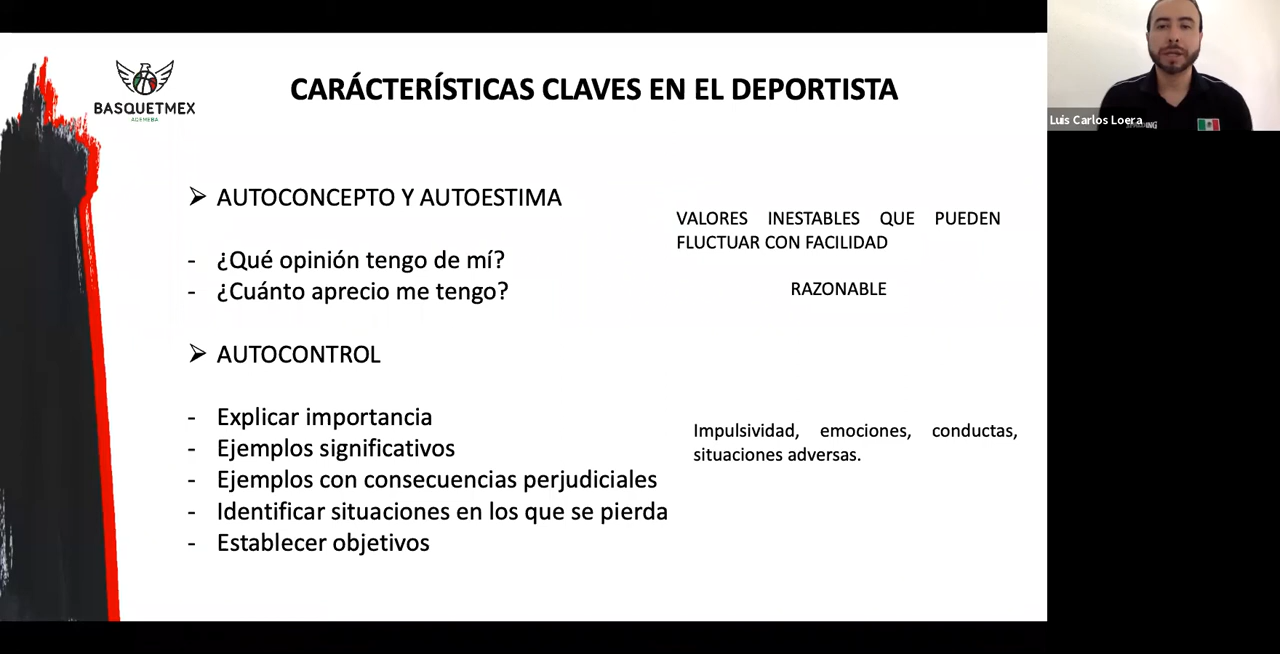 BASQUETMEX
ADEMEBA
CARÁCTERÍSTICAS CLAVES EN EL DEPORTISTA
➢ AUTOCONCEPTO Y AUTOESTIMA
- ¿Qué opinión tengo de mí?
- ¿Cuánto aprecio me tengo?
VALORES INESTABLES QUE PUEDEN
FLUCTUAR CON FACILIDAD
RAZONABLE
➢ AUTOCONTROL
- Explicar importancia
- Ejemplos significativos
- Ejemplos con consecuencias perjudiciales
- Identificar situaciones en los que se pierda
- Establecer objetivos
Impulsividad, emociones, conductas,
situaciones adversas.
Luis Carlos Loera